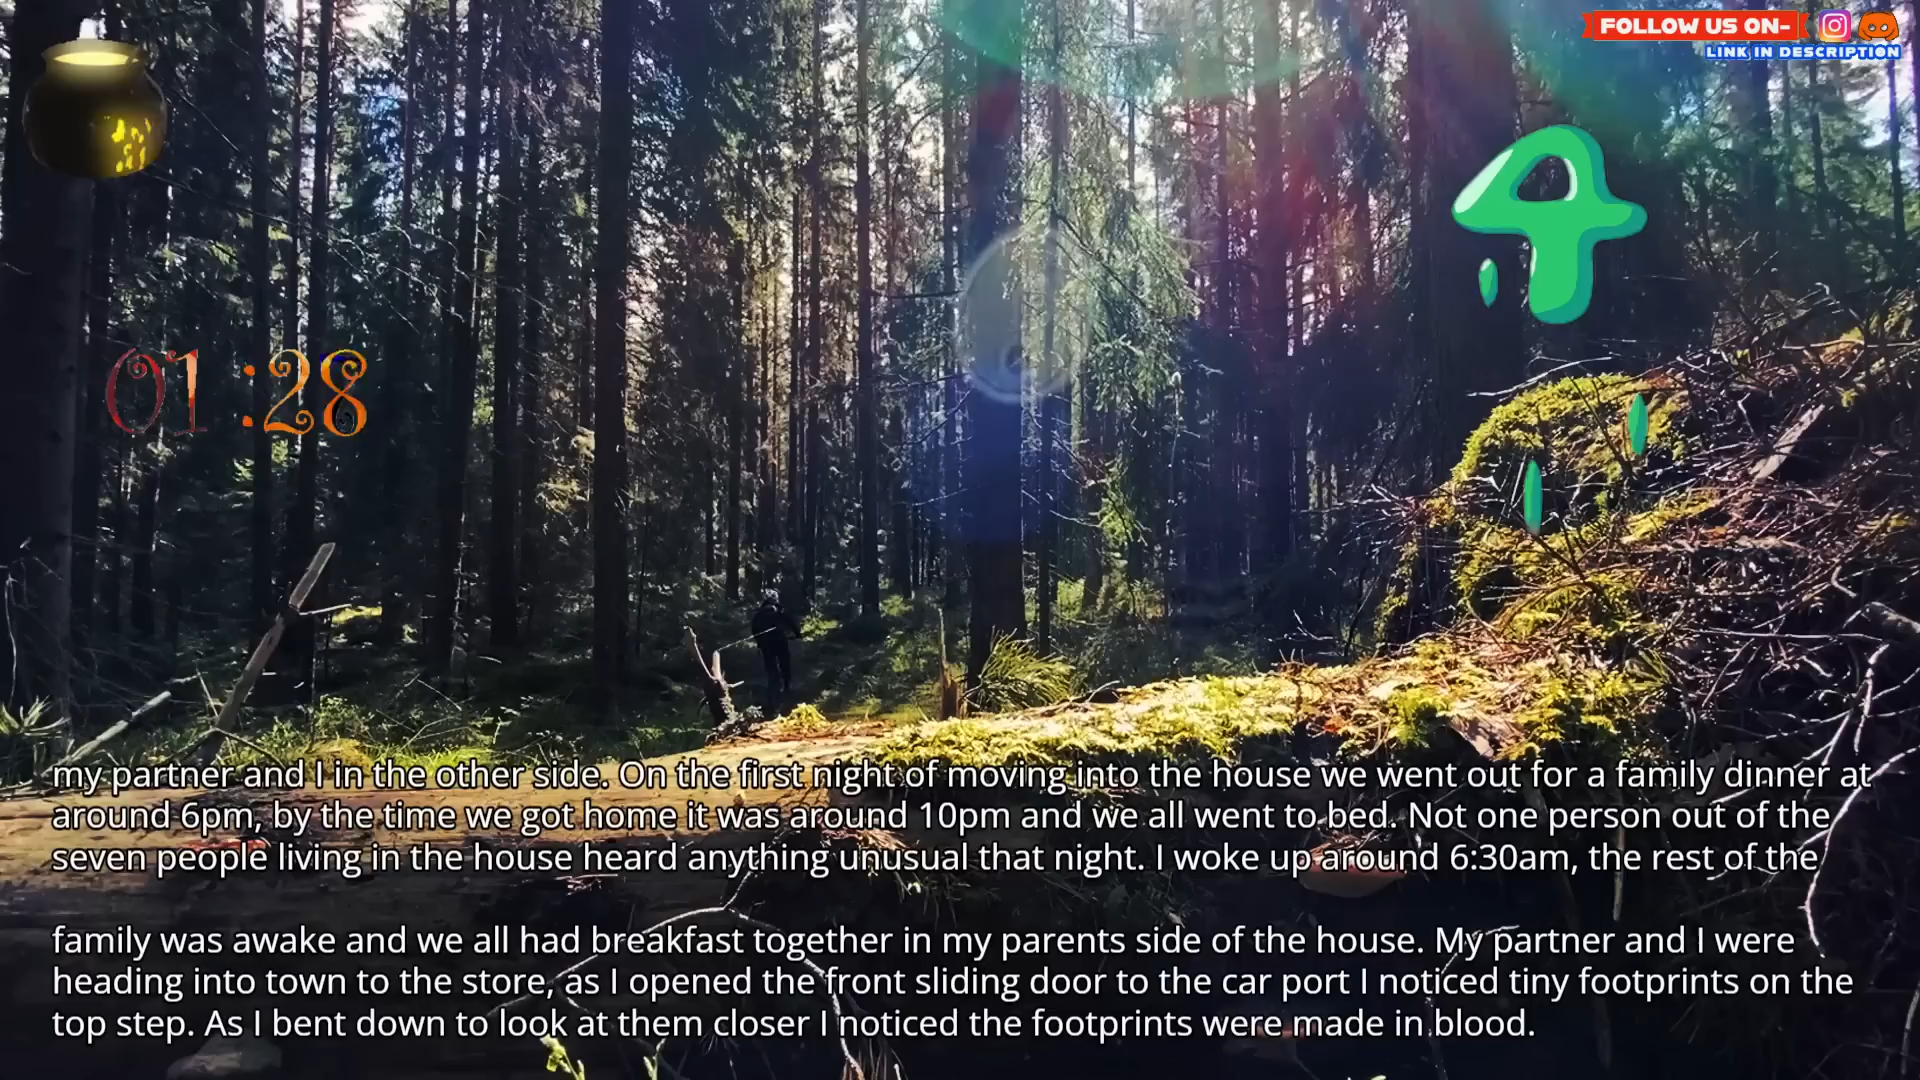 FOLLOW US ON-
LINK IN DESCRIPTION
4
01:28
my partner and I in the other side. On the first night of moving into the house we went out for a family dinner at
around 6pm, by the time we got home it was around 10pm and we all went to bed. Not one person out of the
seven people living in the house heard anything unusual that night. I woke up around 6:30am, the rest of the
family was awake and we all had breakfast together in my parents side of the house. My partner and I were
heading into town to the store, as I opened the front sliding door to the car port I noticed tiny footprints on the
top step. As I bent down to look at them closer I noticed the footprints were made in blood.